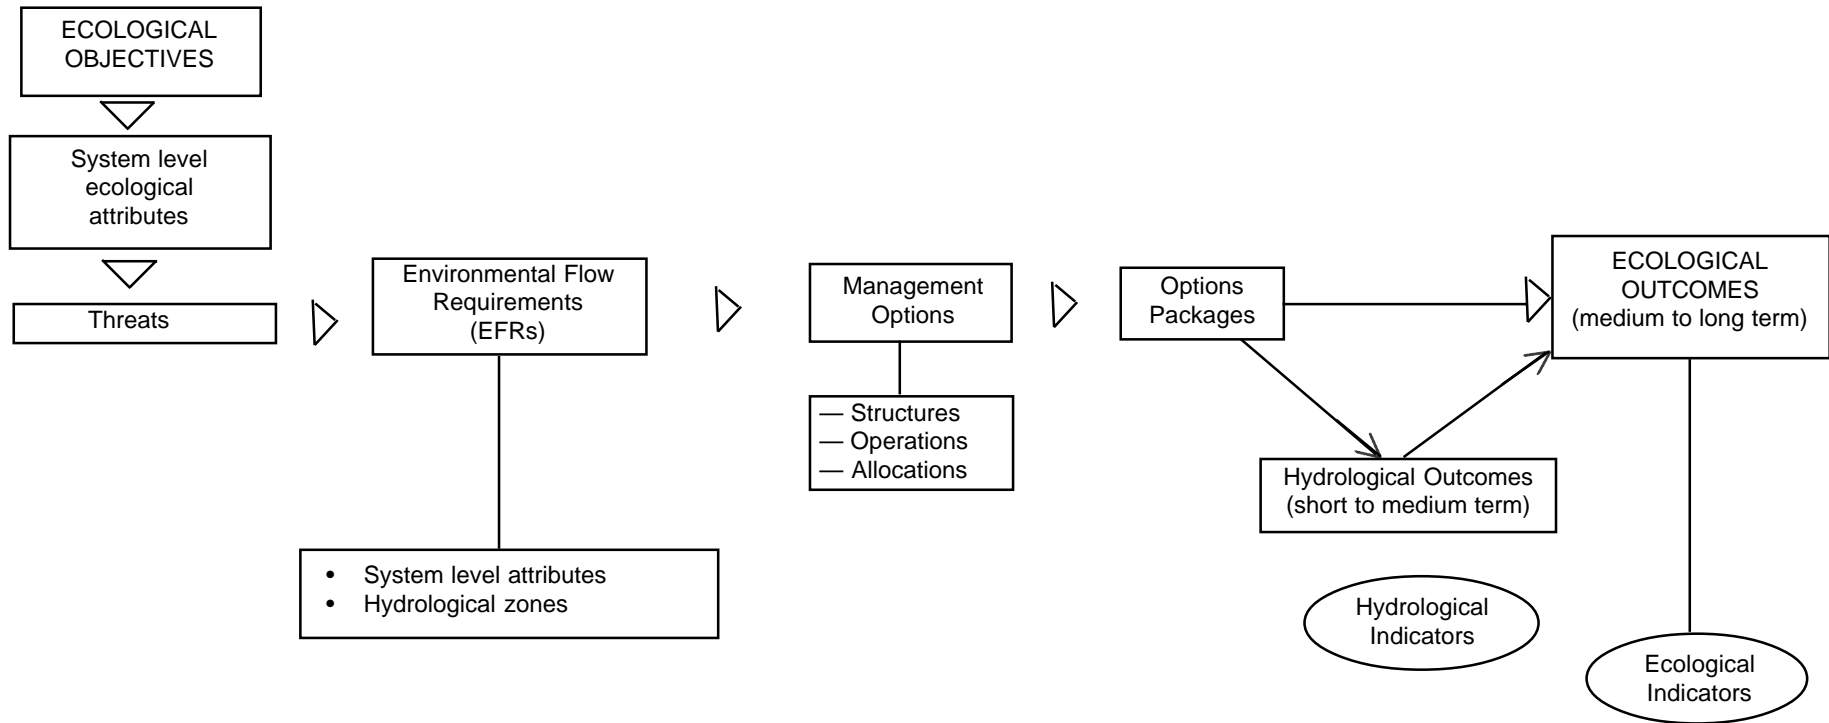 ECOLOGICAL
OBJECTIVES
System level
ecological
attributes
Threats
Environmental Flow
Requirements
(EFRs)
• System level attributes
• Hydrological zones
Management
Options
— Structures
— Operations
— Allocations
Options
Packages
Hydrological Outcomes
(short to medium term)
Hydrological
Indicators
ECOLOGICAL
OUTCOMES
(medium to long term)
Ecological
Indicators